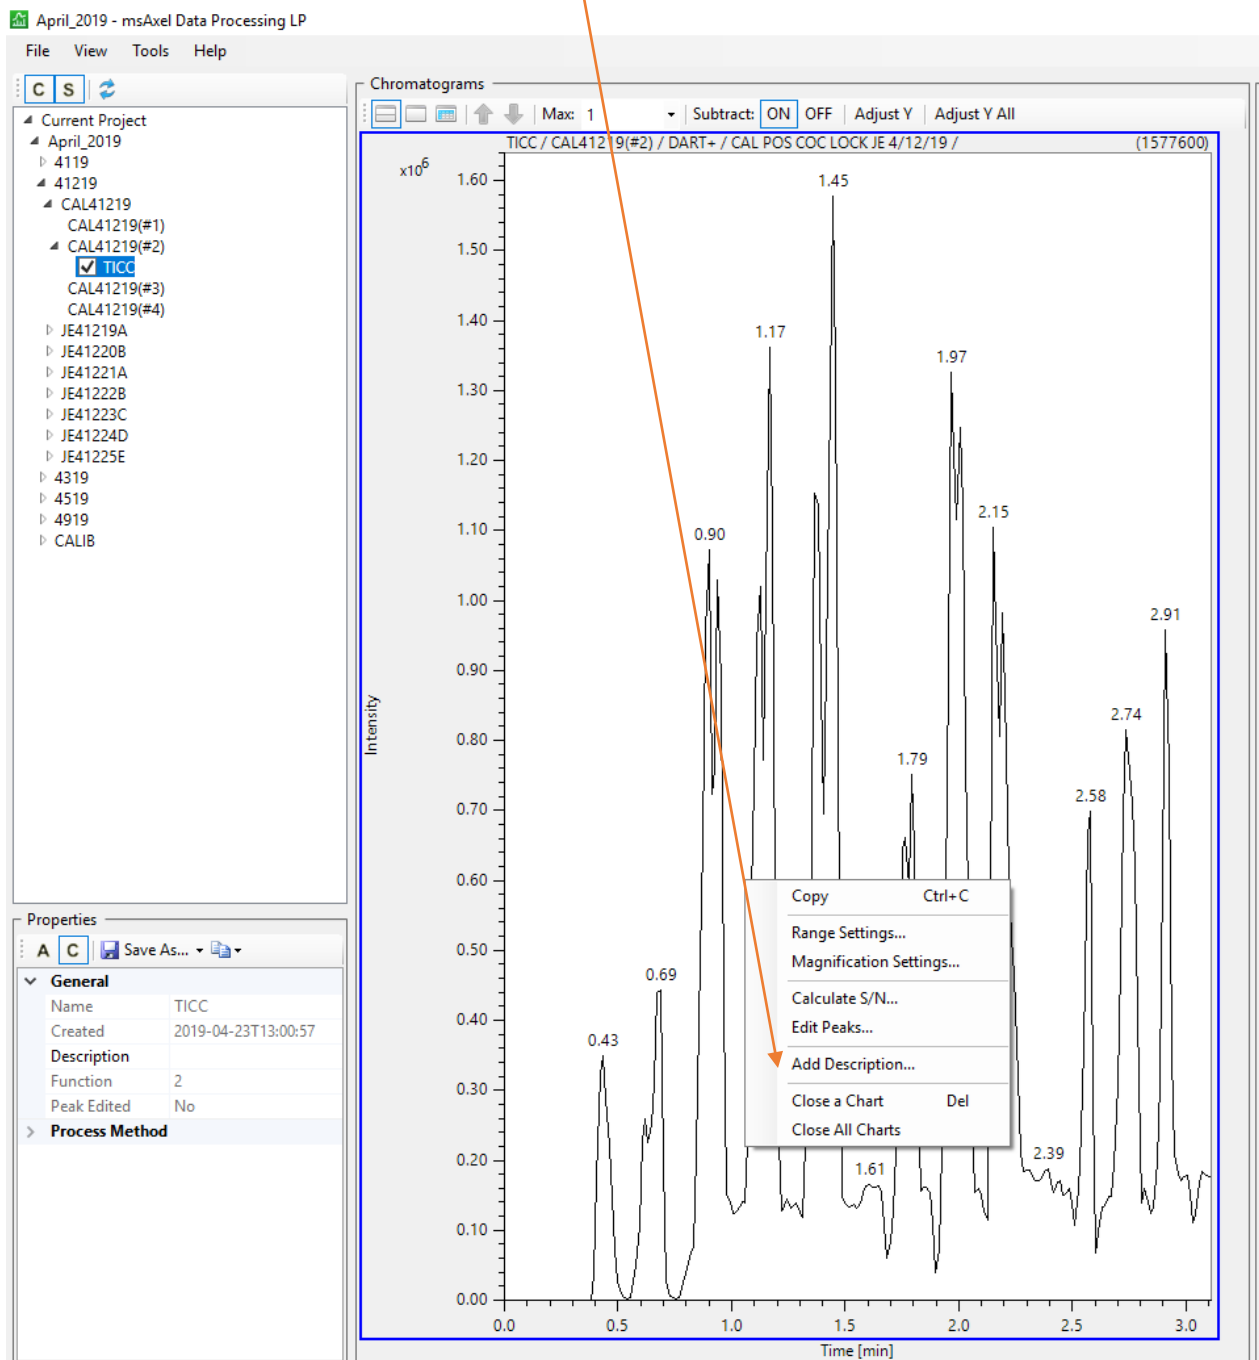 April_2019 - msAxel Data Processing LP
File View Tools Help
C S
Current Project
April_2019
4119
41219
CAL41219
CAL41219(#1)
CAL41219(#2)
TICC
CAL41219(#3)
CAL41219(#4)
JE41219A
JE41220B
JE41221A
JE41222B
JE41223C
JE41224D
JE41225E
4319
4519
4919
CALIB
Properties
A C Save As...
General
Name TICC
Created 2019-04-23T13:00:57
Description
Function 2
Peak Edited No
Process Method
Chromatograms
Max: 1 Subtract: ON OFF Adjust Y Adjust Y All
TICC / CAL41219(#2) / DART+ / CAL POS COC LOCK JE 4/12/19 / (1577600)
x10^6
1.60
1.50
1.40
1.30
1.20
1.10
1.00
0.90
0.80
0.70
0.60
0.50
0.40
0.30
0.20
0.10
0.00
Intensity
1.45
1.17
1.97
2.15
0.90
2.91
2.74
1.79
2.58
0.69
0.43
2.39
1.61
Copy Ctrl+C
Range Settings...
Magnification Settings...
Calculate S/N...
Edit Peaks...
Add Description...
Close a Chart Del
Close All Charts
0.0 0.5 1.0 1.5 2.0 2.5 3.0
Time [min]